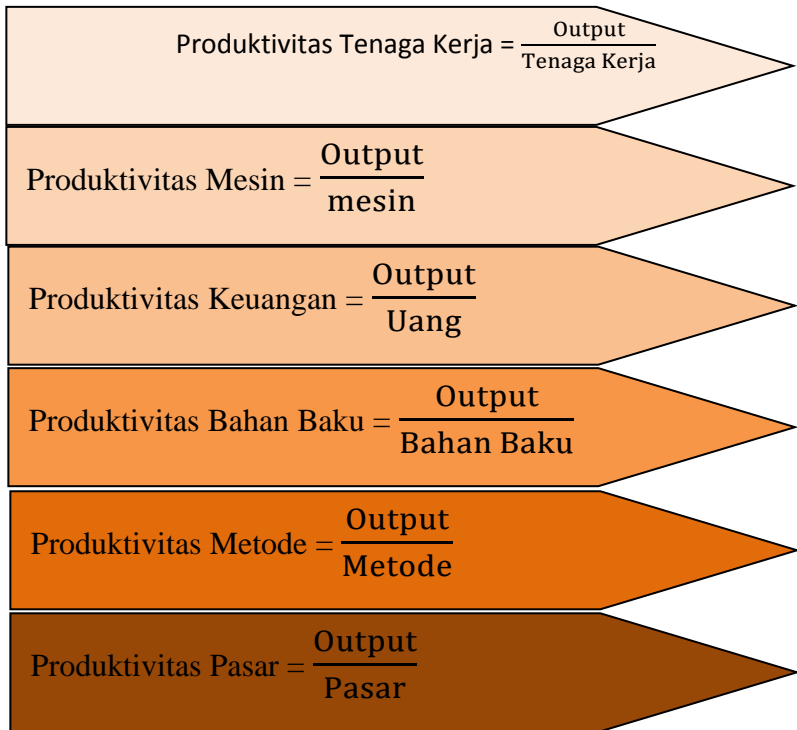 Produktivitas Tenaga Kerja = Output / Tenaga Kerja
Produktivitas Mesin = Output / mesin
Produktivitas Keuangan = Output / Uang
Produktivitas Bahan Baku = Output / Bahan Baku
Produktivitas Metode = Output / Metode
Produktivitas Pasar = Output / Pasar